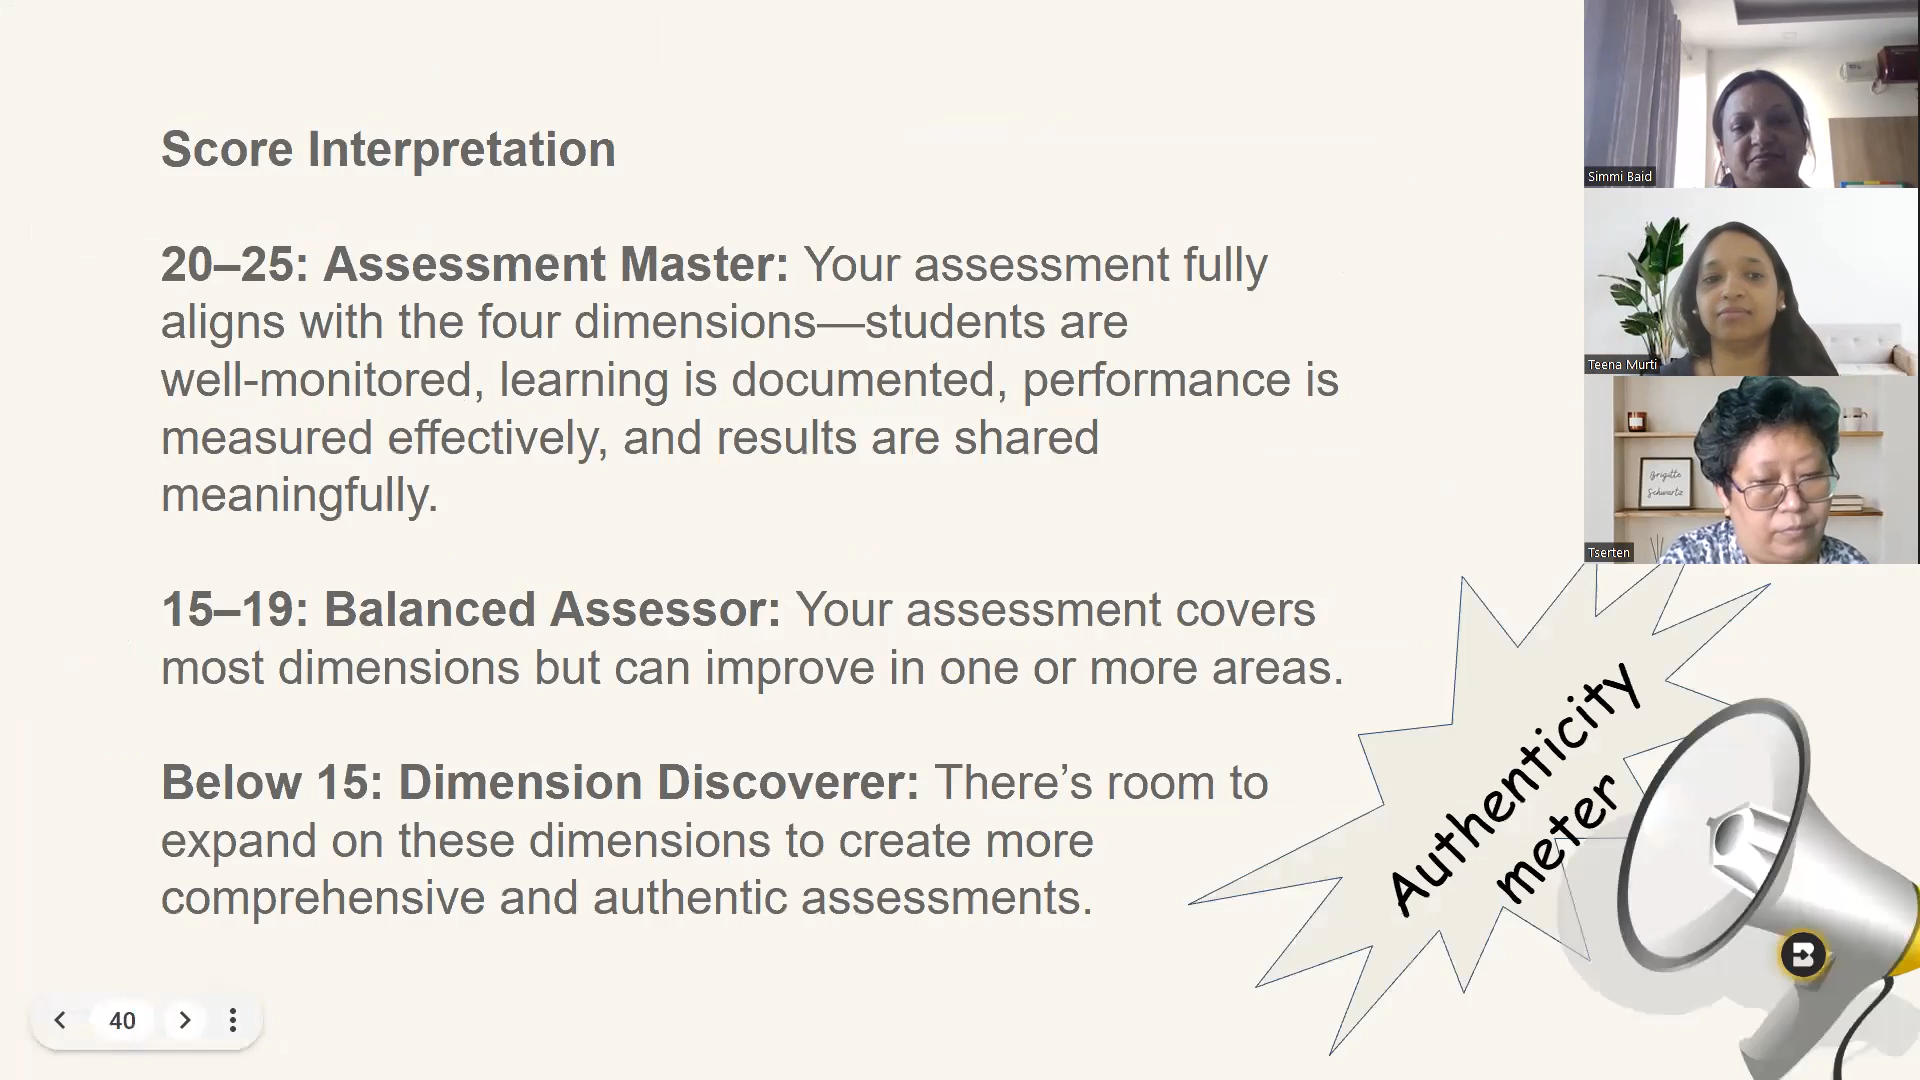 Score Interpretation
20–25: Assessment Master: Your assessment fully
aligns with the four dimensions—students are
well-monitored, learning is documented, performance is
measured effectively, and results are shared
meaningfully.
15–19: Balanced Assessor: Your assessment covers
most dimensions but can improve in one or more areas.
Below 15: Dimension Discoverer: There’s room to
expand on these dimensions to create more
comprehensive and authentic assessments.
Authenticity
meter
40
Simmi Baid
Teena Murti
Brigitte
Schwartz
Tserten
B